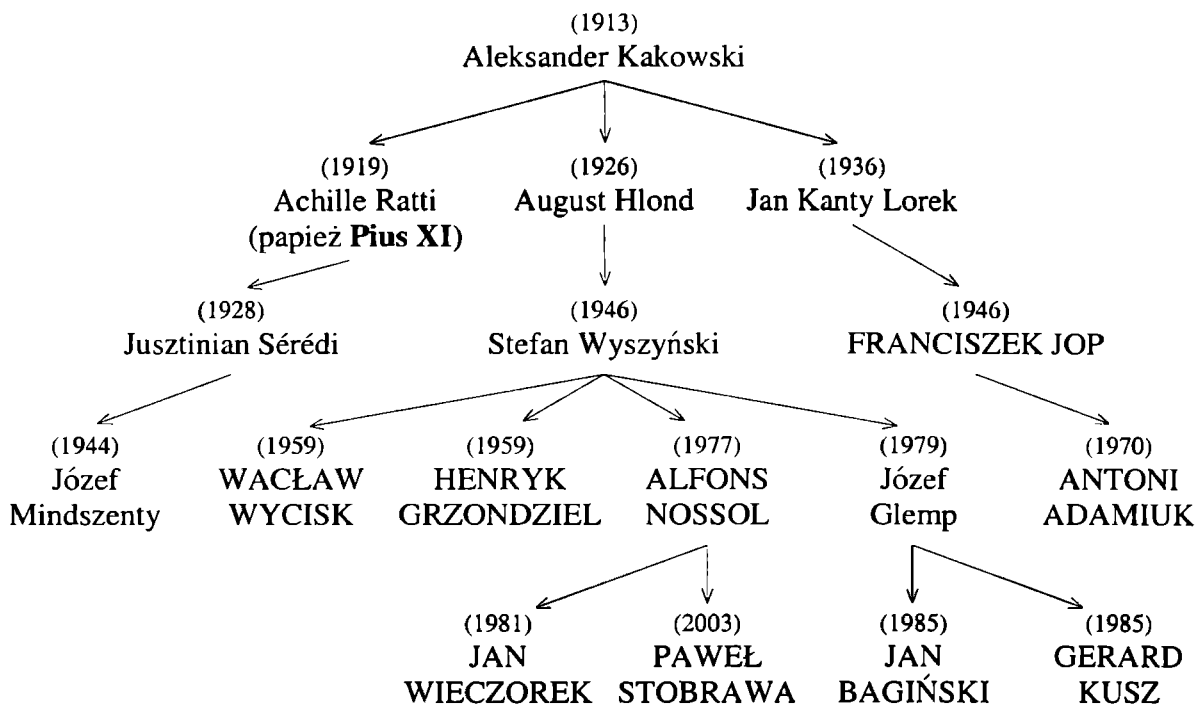 (1913)
Aleksander Kakowski
(1919)
Achille Ratti
(papież Pius XI)
(1926)
August Hlond
(1936)
Jan Kanty Lorek
(1928)
Jusztinian Sérédi
(1946)
Stefan Wyszyński
(1946)
FRANCISZEK JOP
(1944)
Józef
Mindszenty
(1959)
WACŁAW
WYCISK
(1959)
HENRYK
GRZONDZIEL
(1977)
ALFONS
NOSSOL
(1979)
Józef
Glemp
(1970)
ANTONI
ADAMIUK
(1981)
JAN
WIECZOREK
(2003)
PAWEŁ
STOBRAWA
(1985)
JAN
BAGIŃSKI
(1985)
GERARD
KUSZ